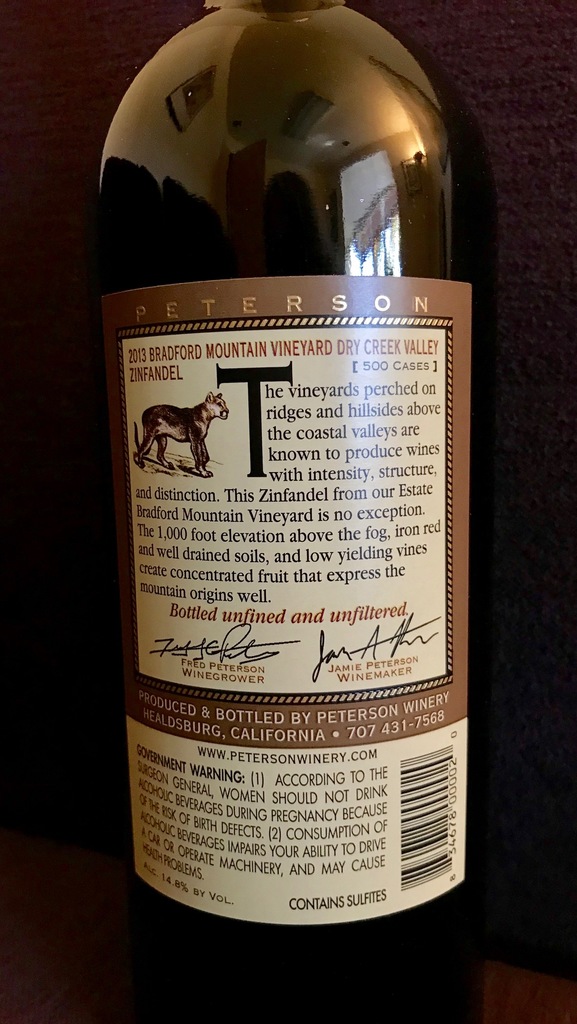 PETERSON
2013 BRADFORD MOUNTAIN VINEYARD DRY CREEK VALLEY
ZINFANDEL
[ 500 CASES ]
The vineyards perched on
ridges and hillsides above
the coastal valleys are
known to produce wines
with intensity, structure,
and distinction. This Zinfandel from our Estate
Bradford Mountain Vineyard is no exception.
The 1,000 foot elevation above the fog, iron red
and well drained soils, and low yielding vines
create concentrated fruit that express the
mountain origins well.
Bottled unfined and unfiltered.
FRED PETERSON
WINEGROWER
JAMIE PETERSON
WINEMAKER
PRODUCED & BOTTLED BY PETERSON WINERY
HEALDSBURG, CALIFORNIA • 707 431-7568
WWW.PETERSONWINERY.COM
GOVERNMENT WARNING: (1) ACCORDING TO THE
SURGEON GENERAL, WOMEN SHOULD NOT DRINK
ALCOHOLIC BEVERAGES DURING PREGNANCY BECAUSE
OF THE RISK OF BIRTH DEFECTS. (2) CONSUMPTION OF
ALCOHOLIC BEVERAGES IMPAIRS YOUR ABILITY TO DRIVE
A CAR OR OPERATE MACHINERY, AND MAY CAUSE
HEALTH PROBLEMS.
ALC. 14.8% BY VOL.
CONTAINS SULFITES
8 34678 00002 0